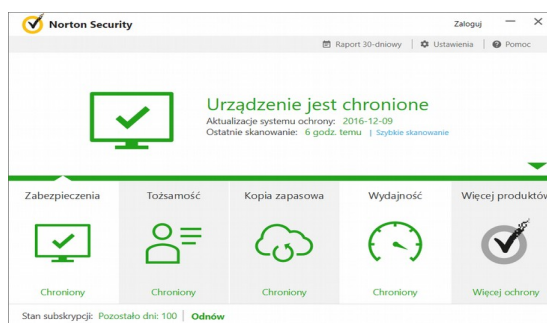 Norton Security
Zaloguj
Raport 30-dniowy | Ustawienia | Pomoc
Urządzenie jest chronione
Aktualizacje systemu ochrony: 2016-12-09
Ostatnie skanowanie: 6 godz. temu | Szybkie skanowanie
Zabezpieczenia Tożsamość Kopia zapasowa Wydajność Więcej produktów
Chroniony Chroniony Chroniony Chroniony Więcej ochrony
Stan subskrypcji: Pozostało dni: 100 | Odnów